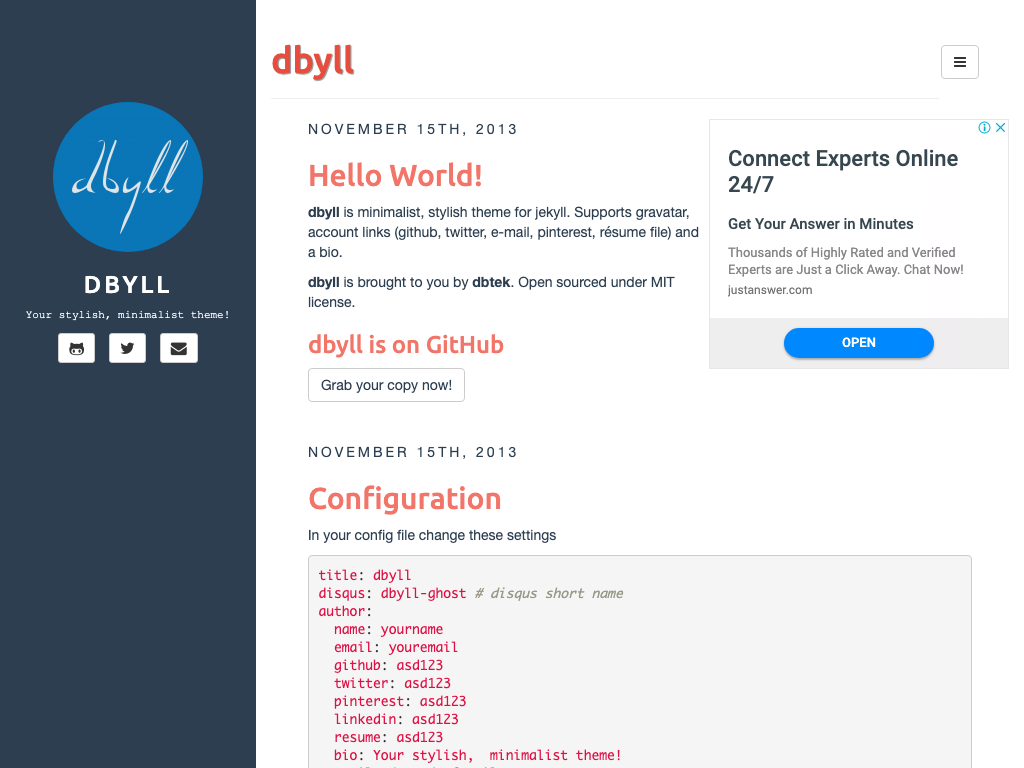 dbyll
DBYLL
Your stylish, minimalist theme!
dbyll
NOVEMBER 15TH, 2013
Hello World!
dbyll is minimalist, stylish theme for jekyll. Supports gravatar,
account links (github, twitter, e-mail, pinterest, résume file) and
a bio.
dbyll is brought to you by dbtek. Open sourced under MIT
license.
dbyll is on GitHub
Grab your copy now!
Connect Experts Online
24/7
Get Your Answer in Minutes
Thousands of Highly Rated and Verified
Experts are Just a Click Away. Chat Now!
justanswer.com
OPEN
NOVEMBER 15TH, 2013
Configuration
In your config file change these settings
title: dbyll
disqus: dbyll-ghost # disqus short name
author:
  name: yourname
  email: youremail
  github: asd123
  twitter: asd123
  pinterest: asd123
  linkedin: asd123
  resume: asd123
  bio: Your stylish,  minimalist theme!